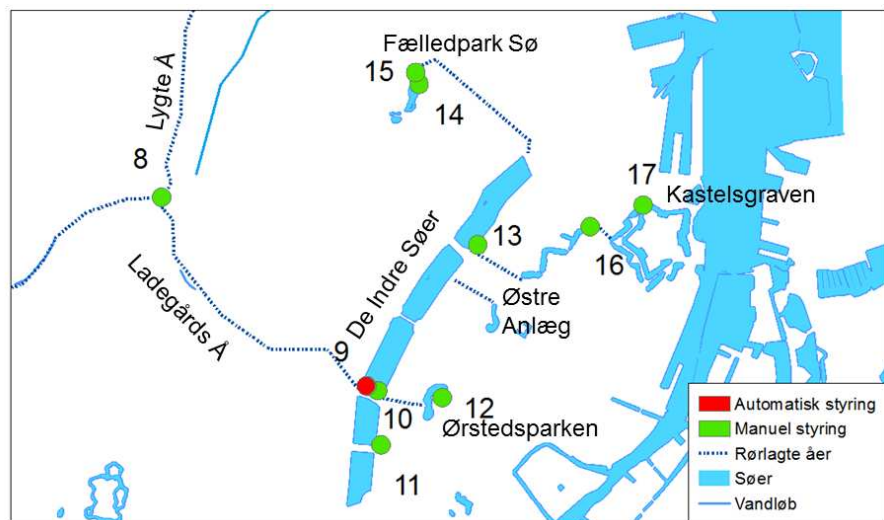 Fælledpark Sø
15
14
Lygte Å
8
17
Kastelsgraven
De Indre Søer
13
16
Ladegårds Å
Østre
Anlæg
9
10
12
Ørstedsparken
11
Automatisk styring
Manuel styring
Rørlagte åer
Søer
Vandløb